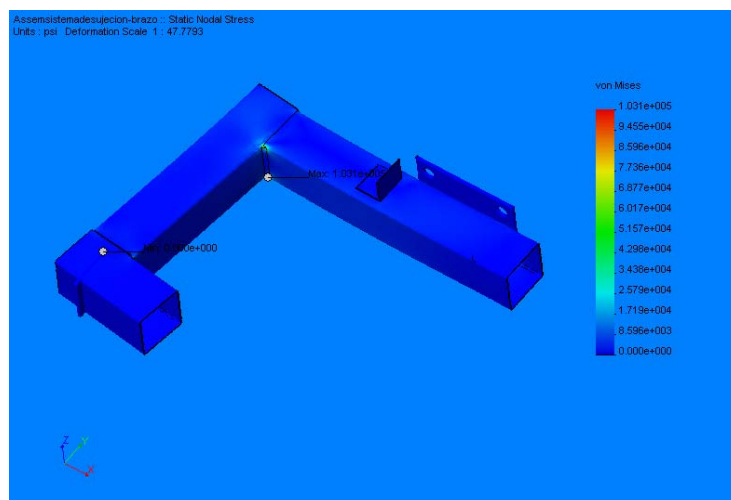 Assemsistemadesujecion-brazo :: Static Nodal Stress
Units : psi Deformation Scale 1 : 47.7793
von Mises
1.031e+005
9.455e+004
8.596e+004
7.736e+004
6.877e+004
6.017e+004
5.157e+004
4.298e+004
3.438e+004
2.579e+004
1.719e+004
8.596e+003
0.000e+000
Max: 1.031e+005
Min: 0.000e+000
Z
Y
X